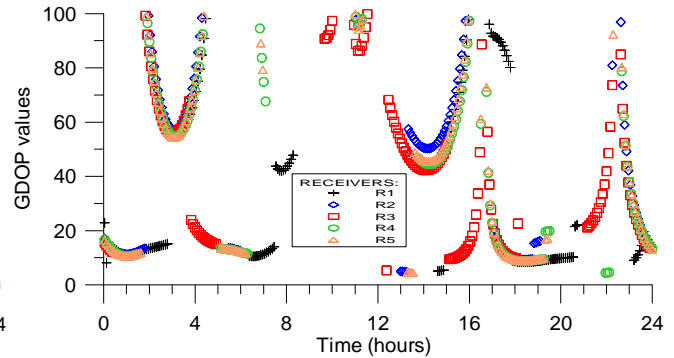 100
80
60
40
20
0
GDOP values
RECEIVERS:
R1
R2
R3
R4
R5
0 4 8 12 16 20 24
4
Time (hours)